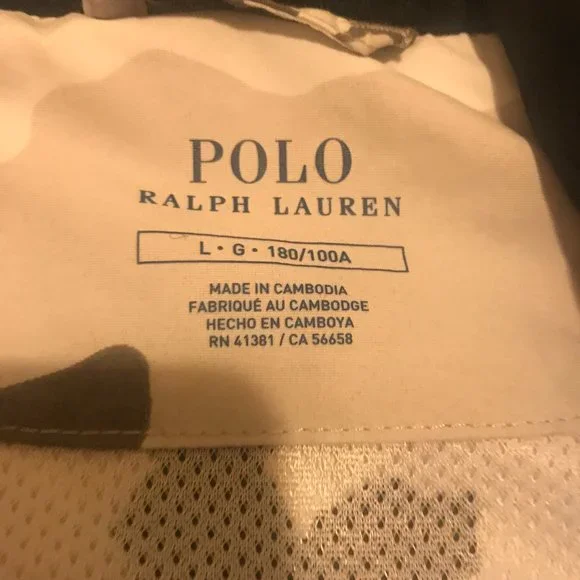 POLO
RALPH LAUREN
L • G • 180/100A
MADE IN CAMBODIA
FABRIQUÉ AU CAMBODGE
HECHO EN CAMBOYA
RN 41381 / CA 56658